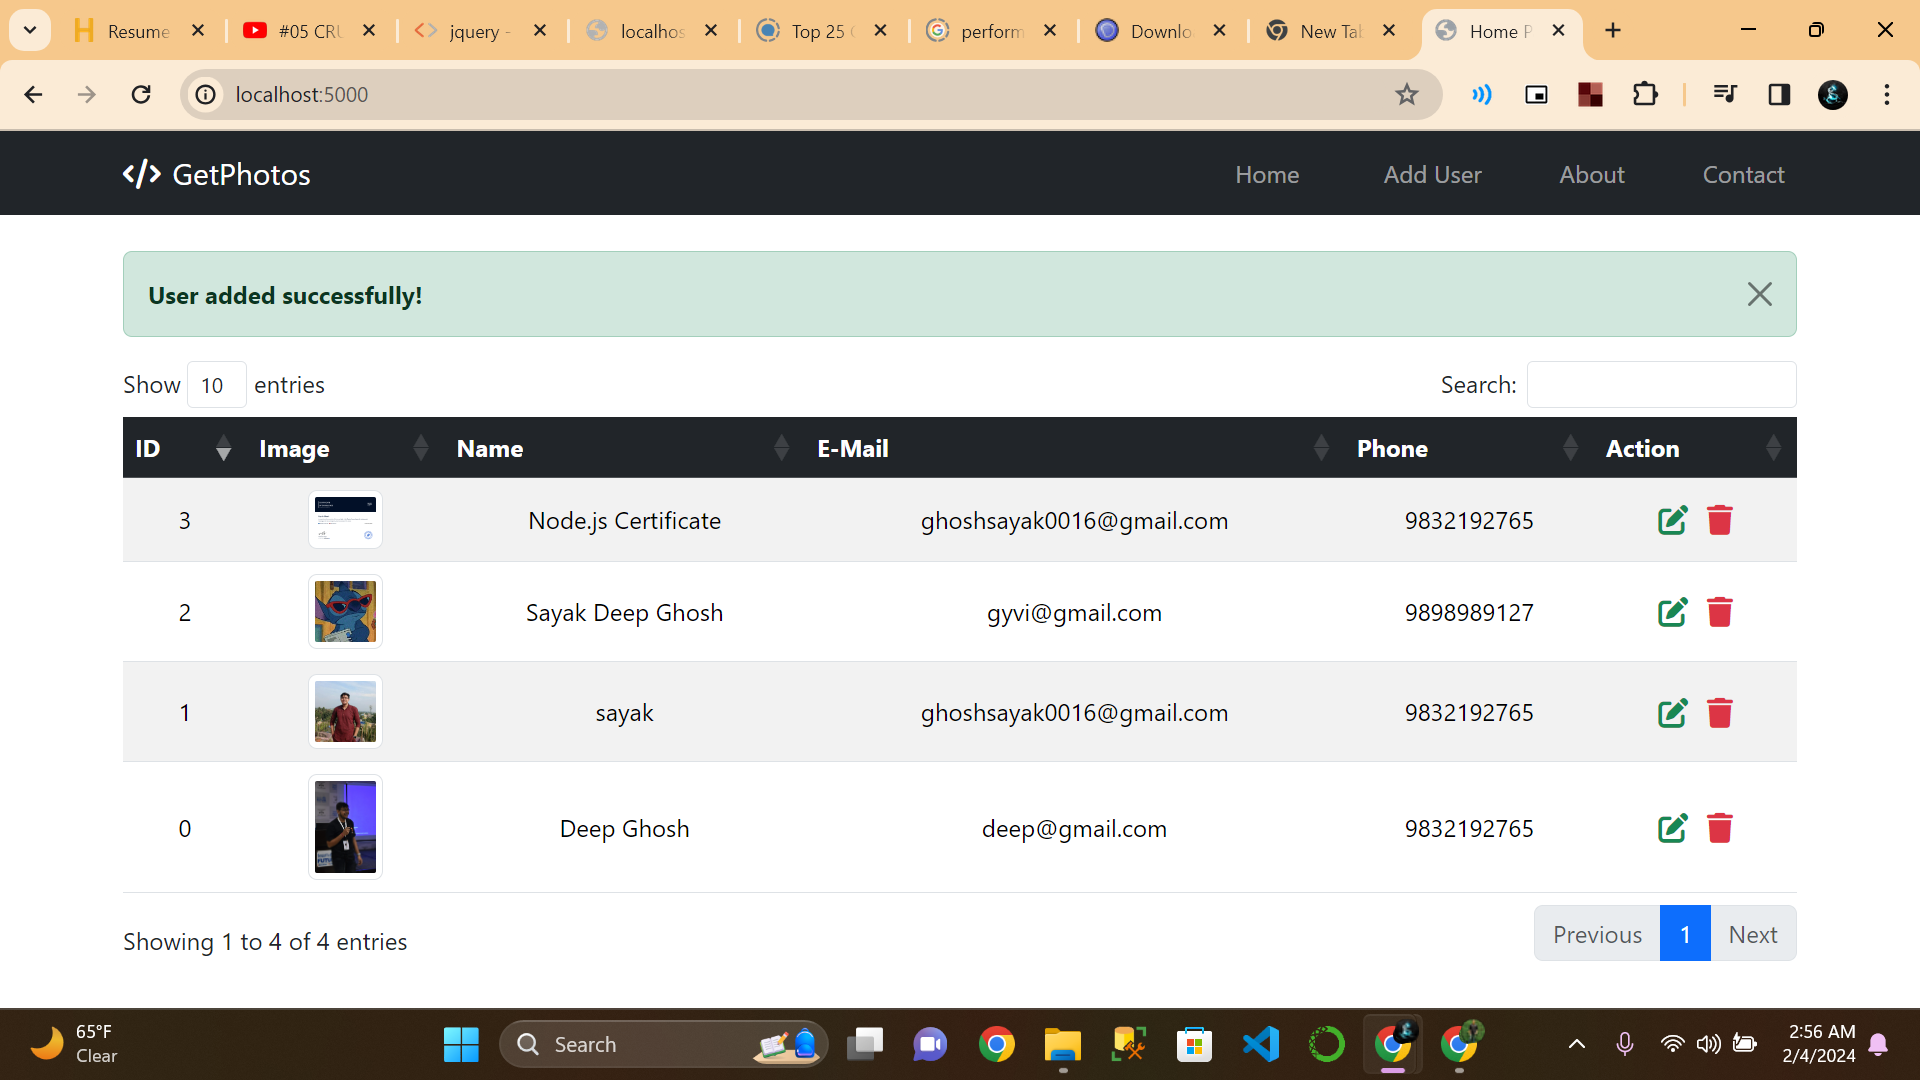 Resume
#05 CRU
jquery -
localhos
Top 25
perform
Downlo
New Tab
Home P
localhost:5000
</> GetPhotos
Home
Add User
About
Contact
User added successfully!
Show 10 entries
Search:
ID Image Name E-Mail Phone Action
3 Node.js Certificate ghoshsayak0016@gmail.com 9832192765
2 Sayak Deep Ghosh gyvi@gmail.com 9898989127
1 sayak ghoshsayak0016@gmail.com 9832192765
0 Deep Ghosh deep@gmail.com 9832192765
Showing 1 to 4 of 4 entries
Previous 1 Next
65°F
Clear
Search
2:56 AM
2/4/2024